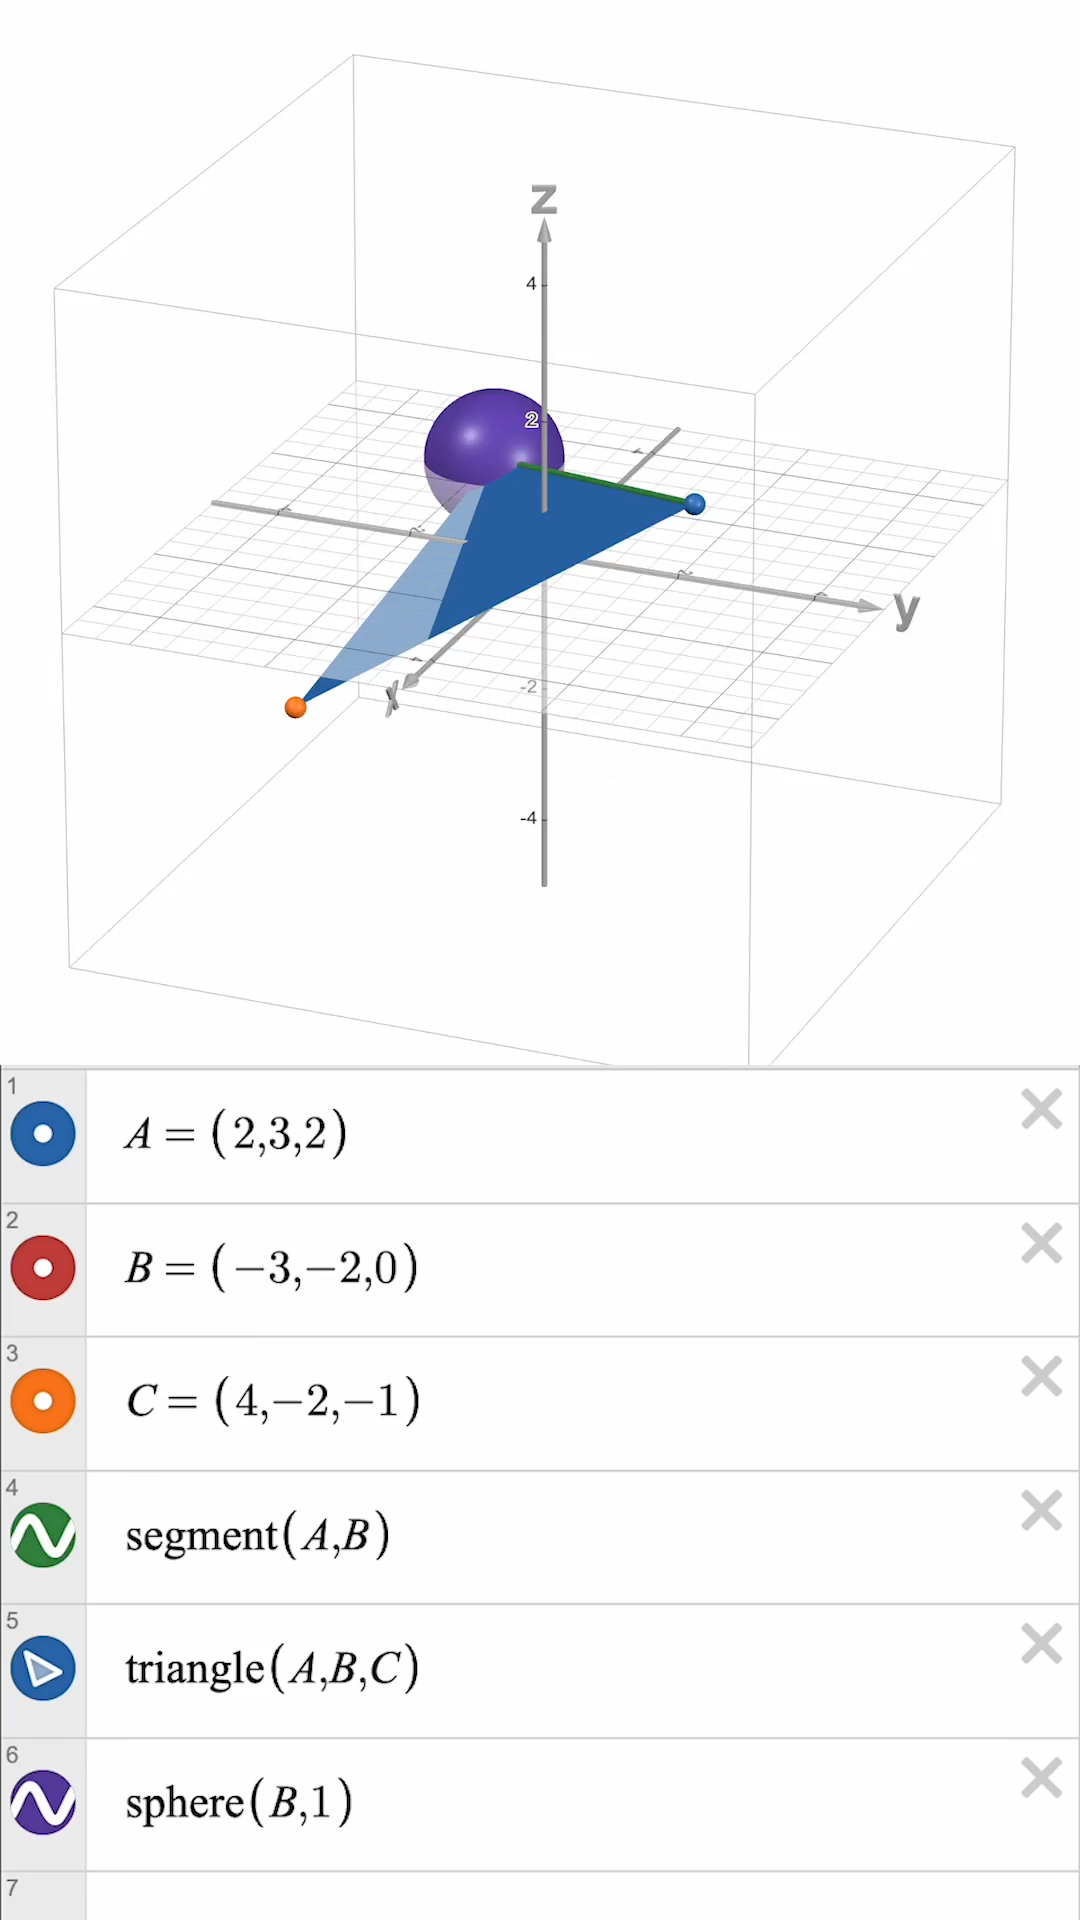 z
4
2
y
x
-2
-4
1
A = (2,3,2)
2
B = (−3,−2,0)
3
C = (4,−2,−1)
4
segment(A,B)
5
triangle(A,B,C)
6
sphere(B,1)
7